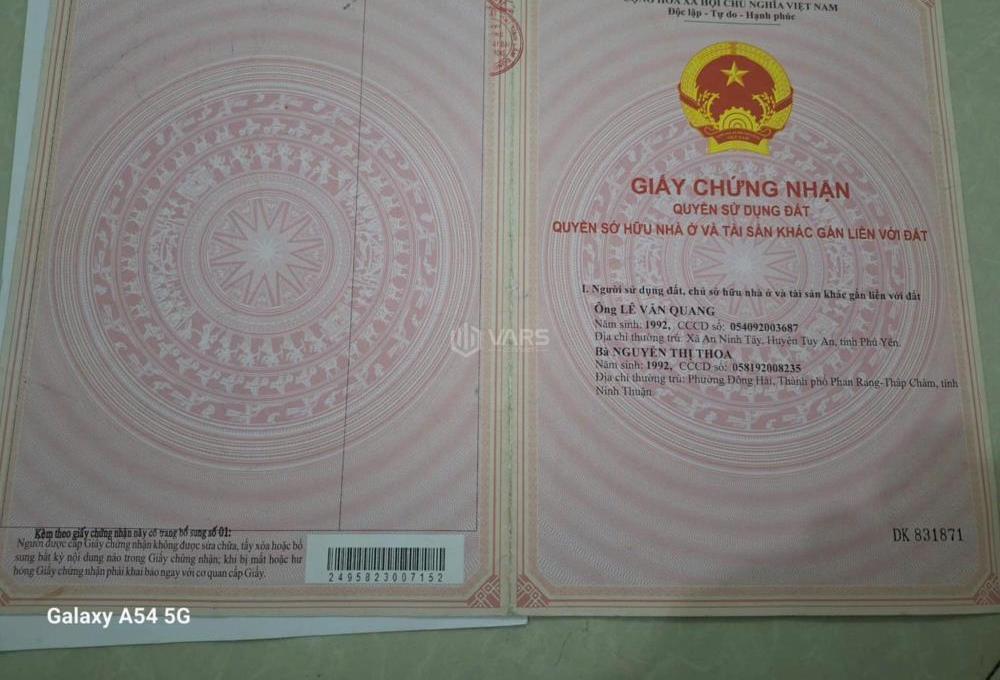 CỘNG HÒA XÃ HỘI CHỦ NGHĨA VIỆT NAM
Độc lập - Tự do - Hạnh phúc
GIẤY CHỨNG NHẬN
QUYỀN SỬ DỤNG ĐẤT
QUYỀN SỞ HỮU NHÀ Ở VÀ TÀI SẢN KHÁC GẮN LIỀN VỚI ĐẤT
I. Người sử dụng đất, chủ sở hữu nhà ở và tài sản khác gắn liền với đất
Ông LÊ VĂN QUANG
Năm sinh: 1992, CCCD số: 054092003687
Địa chỉ thường trú: Xã An Ninh Tây, Huyện Tuy An, tỉnh Phú Yên.
Bà NGUYỄN THỊ THOA
Năm sinh: 1992, CCCD số: 058192008235
Địa chỉ thường trú: Phường Đông Hải, Thành phố Phan Rang-Tháp Chàm, tỉnh
Ninh Thuận
VARS
DK 831871
Kèm theo giấy chứng nhận này có trang bổ sung số 01:
Người được cấp Giấy chứng nhận không được sửa chữa, tẩy xóa hoặc bổ
sung bất kỳ nội dung nào trong Giấy chứng nhận; khi bị mất hoặc hư
hỏng Giấy chứng nhận phải khai báo ngay với cơ quan cấp Giấy.
2495823007152
Galaxy A54 5G